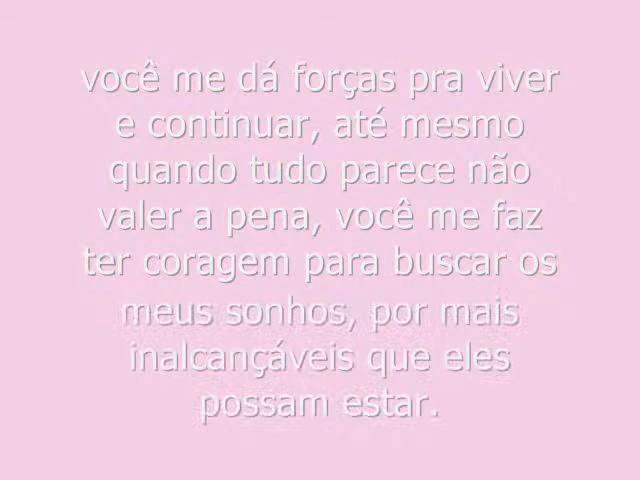 você me dá forças pra viver
e continuar, até mesmo
quando tudo parece não
valer a pena, você me faz
ter coragem para buscar os
meus sonhos, por mais
inalcançáveis que eles
possam estar.